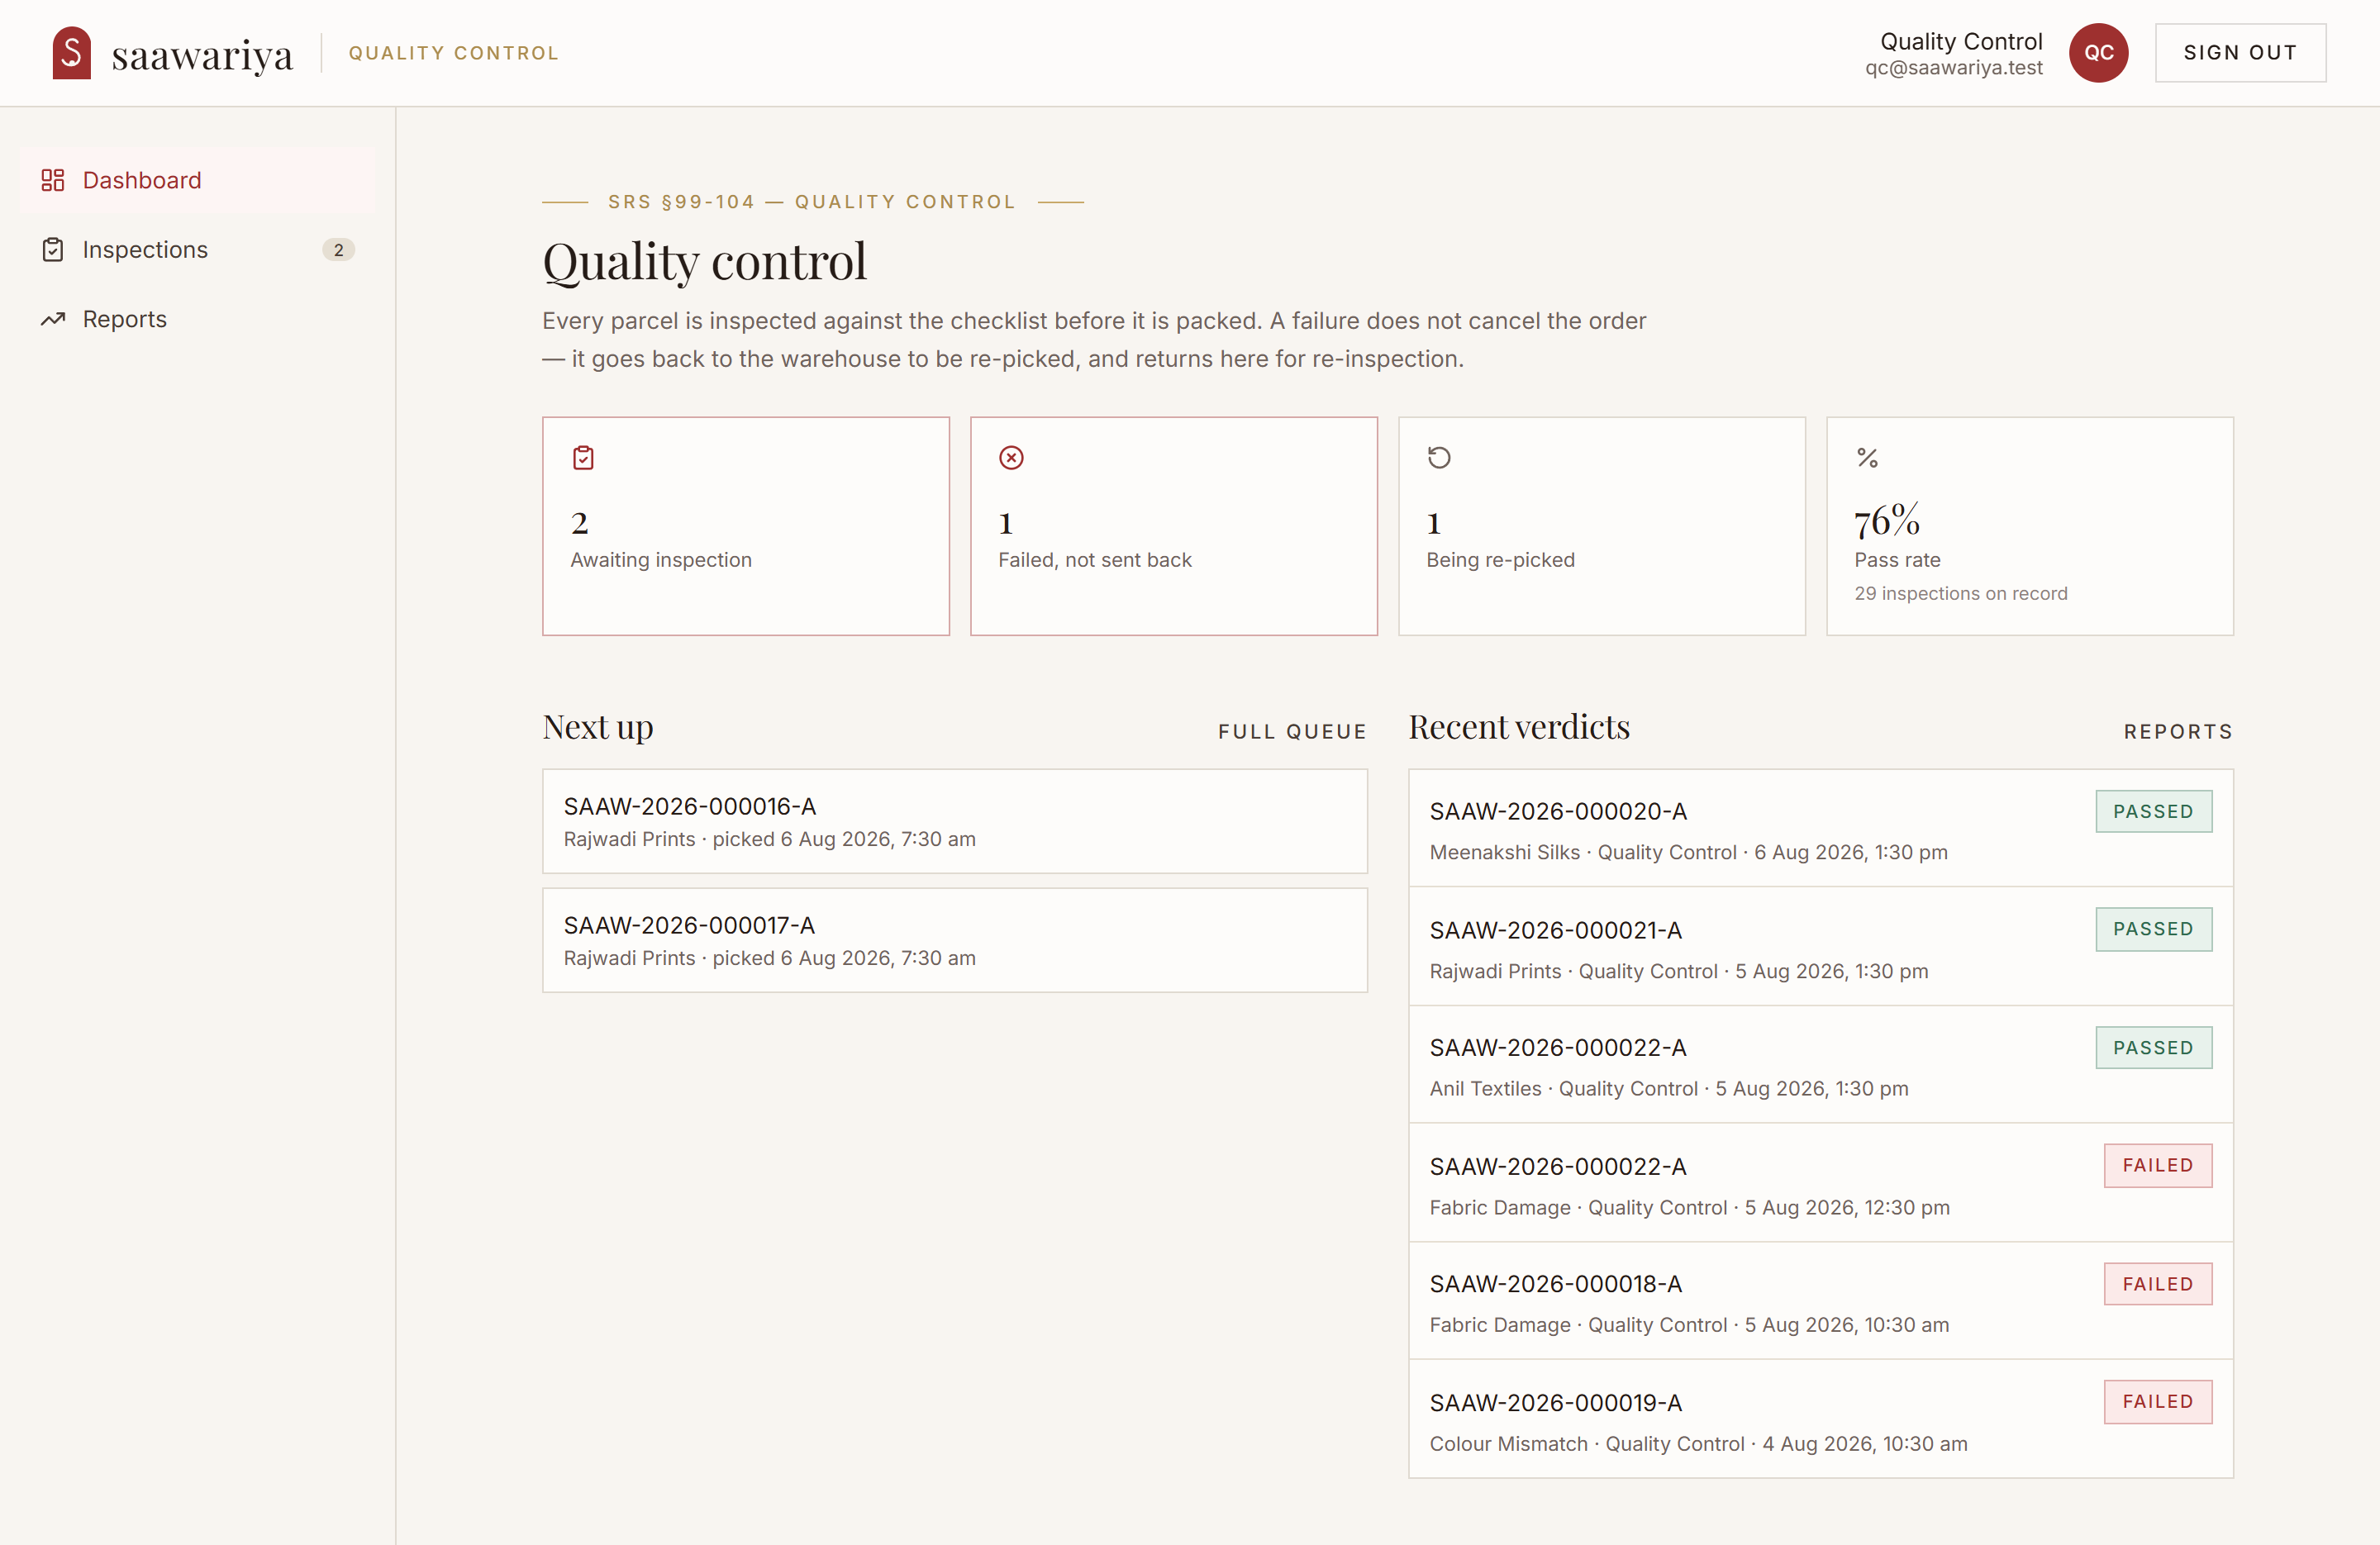 S saawariya QUALITY CONTROL
Quality Control
qc@saawariya.test
QC
SIGN OUT
Dashboard
Inspections 2
Reports
SRS §99-104 — QUALITY CONTROL
Quality control
Every parcel is inspected against the checklist before it is packed. A failure does not cancel the order
— it goes back to the warehouse to be re-picked, and returns here for re-inspection.
2
Awaiting inspection
1
Failed, not sent back
1
Being re-picked
%
76%
Pass rate
29 inspections on record
Next up FULL QUEUE
SAAW-2026-000016-A
Rajwadi Prints · picked 6 Aug 2026, 7:30 am
SAAW-2026-000017-A
Rajwadi Prints · picked 6 Aug 2026, 7:30 am
Recent verdicts REPORTS
SAAW-2026-000020-A PASSED
Meenakshi Silks · Quality Control · 6 Aug 2026, 1:30 pm
SAAW-2026-000021-A PASSED
Rajwadi Prints · Quality Control · 5 Aug 2026, 1:30 pm
SAAW-2026-000022-A PASSED
Anil Textiles · Quality Control · 5 Aug 2026, 1:30 pm
SAAW-2026-000022-A FAILED
Fabric Damage · Quality Control · 5 Aug 2026, 12:30 pm
SAAW-2026-000018-A FAILED
Fabric Damage · Quality Control · 5 Aug 2026, 10:30 am
SAAW-2026-000019-A FAILED
Colour Mismatch · Quality Control · 4 Aug 2026, 10:30 am